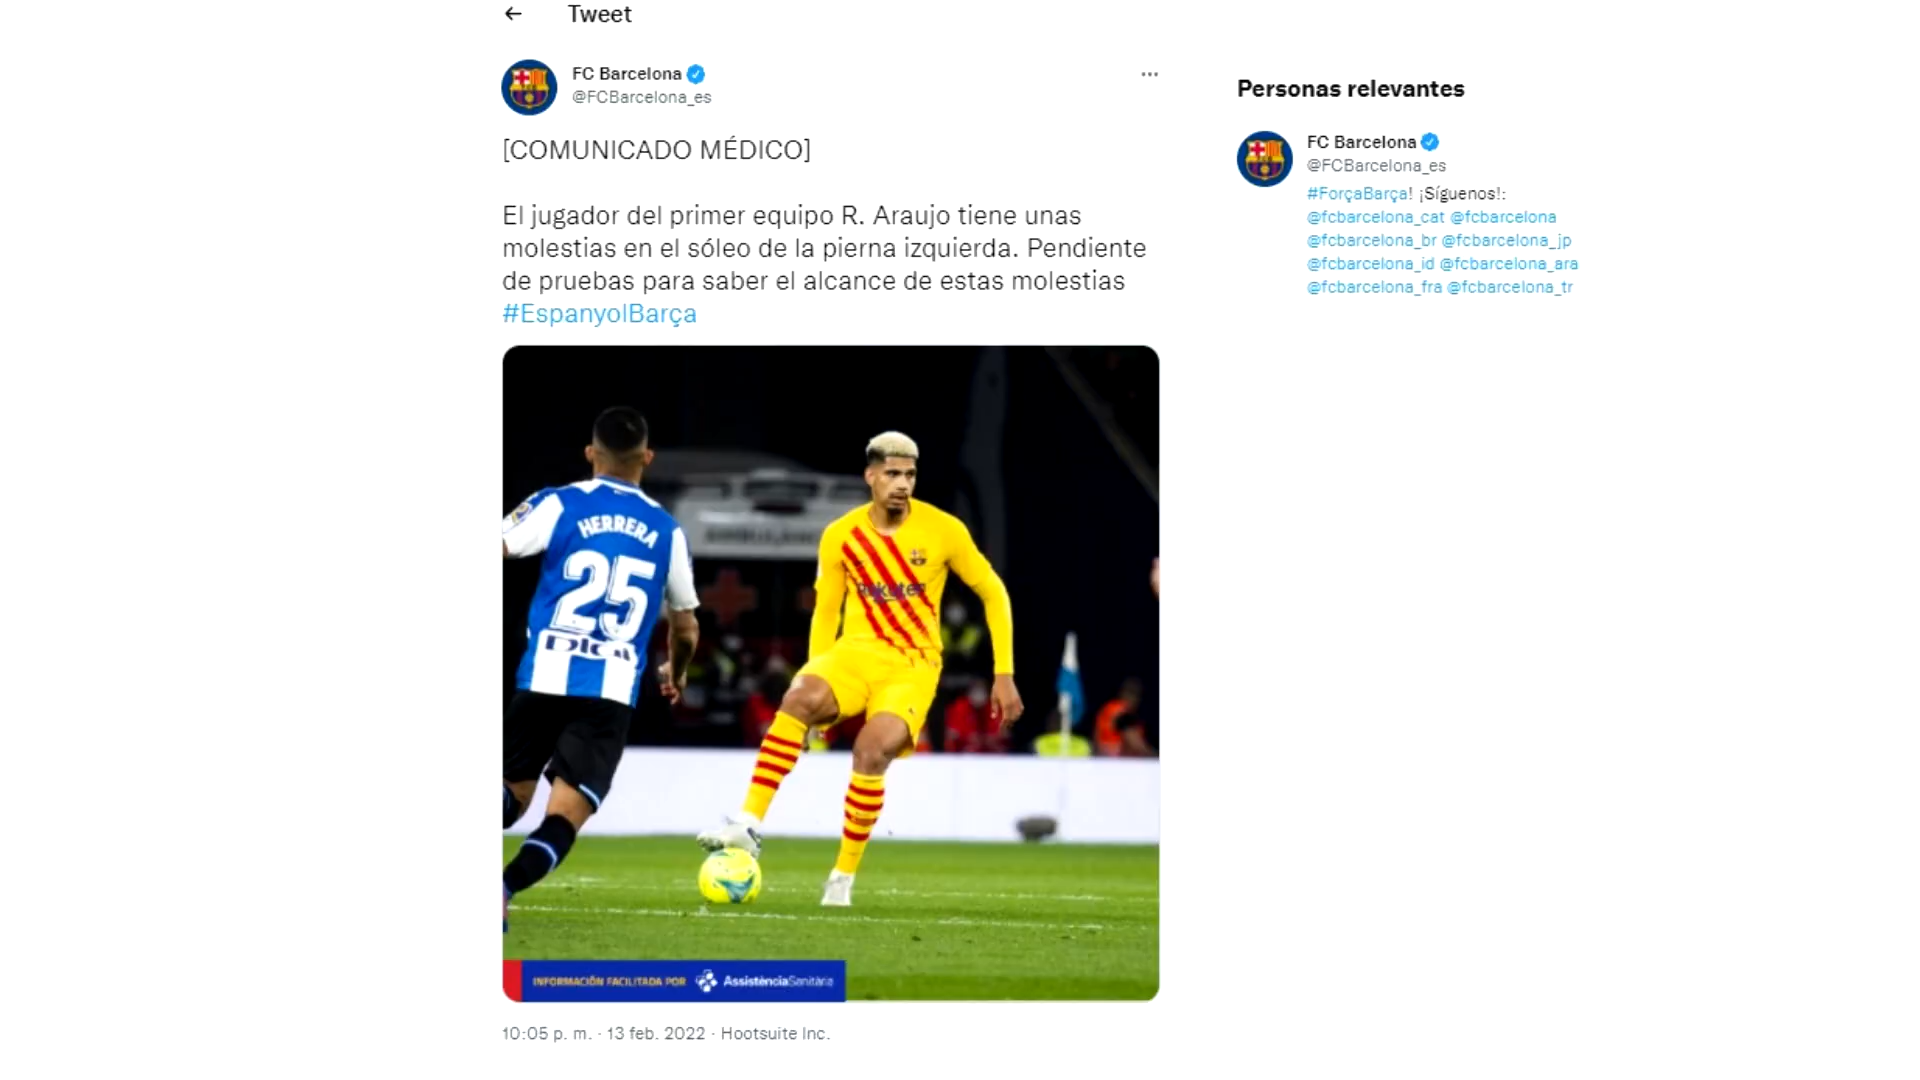 Tweet
FC Barcelona
@FCBarcelona_es
[COMUNICADO MÉDICO]
El jugador del primer equipo R. Araujo tiene unas
molestias en el sóleo de la pierna izquierda. Pendiente
de pruebas para saber el alcance de estas molestias
#EspanyolBarça
HERRERA
25
Digi
Rakuten
INFORMACIÓN FACILITADA POR AssistènciaSanitària
10:05 p. m. · 13 feb. 2022 · Hootsuite Inc.
Personas relevantes
FC Barcelona
@FCBarcelona_es
#ForçaBarça! ¡Síguenos!:
@fcbarcelona_cat @fcbarcelona
@fcbarcelona_br @fcbarcelona_jp
@fcbarcelona_id @fcbarcelona_ara
@fcbarcelona_fra @fcbarcelona_tr